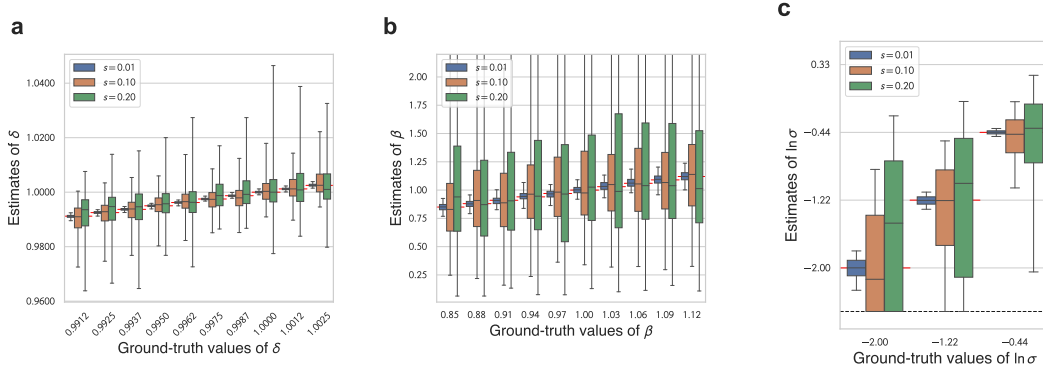 a
s = 0.01
s = 0.10
s = 0.20
1.0400
1.0200
1.0000
0.9800
0.9600
Estimates of δ
0.9912
0.9925
0.9937
0.9950
0.9962
0.9975
0.9987
1.0000
1.0012
1.0025
Ground-truth values of δ
b
s = 0.01
s = 0.10
s = 0.20
2.00
1.75
1.50
1.25
1.00
0.75
0.50
0.25
Estimates of β
0.85
0.88
0.91
0.94
0.97
1.00
1.03
1.06
1.09
1.12
Ground-truth values of β
c
s = 0.01
s = 0.10
s = 0.20
0.33
−0.44
−1.22
−2.00
Estimates of ln σ
−2.00
−1.22
−0.44
Ground-truth values of ln σ